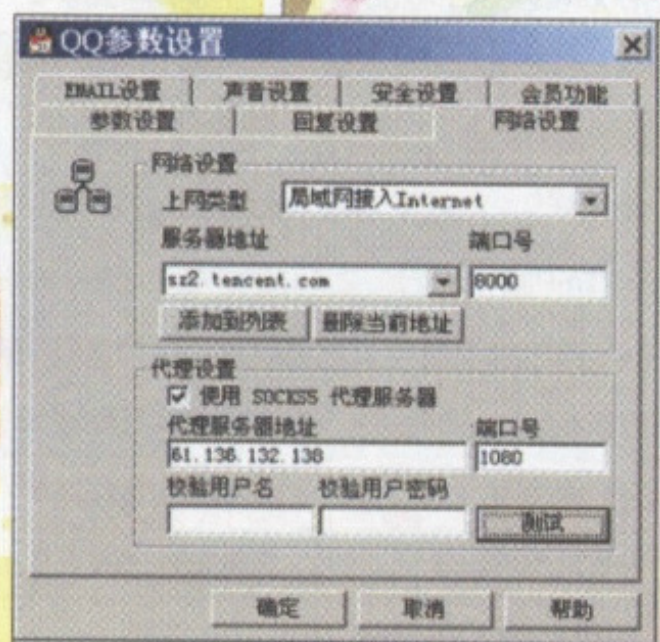 QQ参数设置
EMAIL设置 声音设置 安全设置 会员功能
参数设置 回复设置 网络设置
网络设置
上网类型 局域网接入Internet
服务器地址 端口号
sz2.tencent.com 8000
添加到列表 删除当前地址
代理设置
使用 SOCKS5 代理服务器
代理服务器地址 端口号
61.136.132.138 1080
校验用户名 校验用户密码
测试
确定 取消 帮助